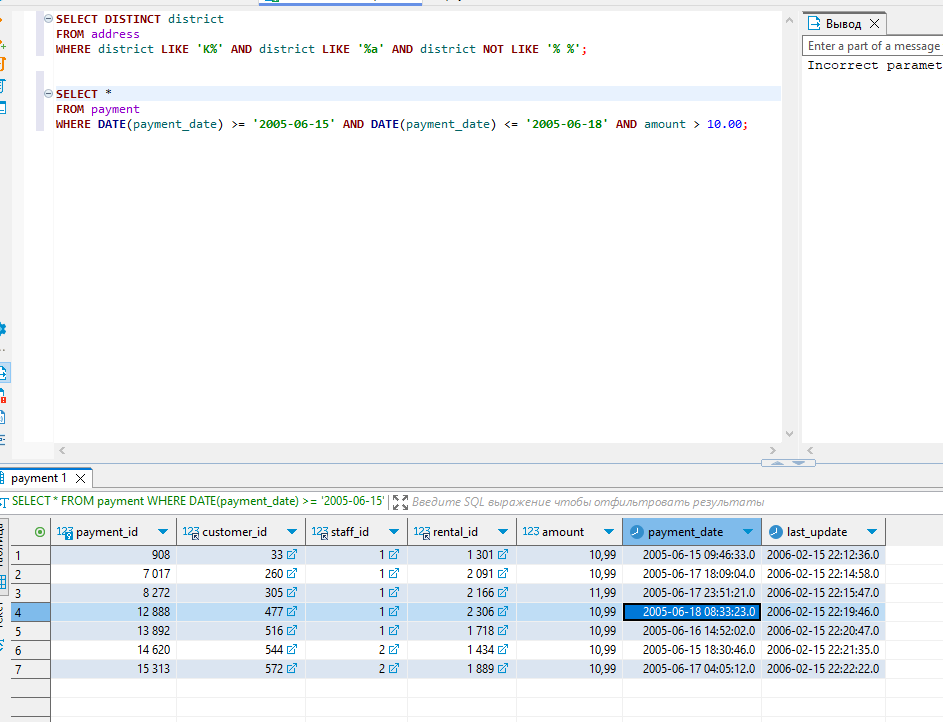 SELECT DISTINCT district
FROM address
WHERE district LIKE 'K%' AND district LIKE '%a' AND district NOT LIKE '% %';
SELECT *
FROM payment
WHERE DATE(payment_date) >= '2005-06-15' AND DATE(payment_date) <= '2005-06-18' AND amount > 10.00;
Вывод
Enter a part of a message
Incorrect paramet
payment 1
SELECT * FROM payment WHERE DATE(payment_date) >= '2005-06-15'
Введите SQL выражение чтобы отфильтровать результаты
123 payment_id 123 customer_id 123 staff_id 123 rental_id 123 amount payment_date last_update
1 908 33 1 1 301 10,99 2005-06-15 09:46:33.0 2006-02-15 22:12:36.0
2 7 017 260 1 2 091 10,99 2005-06-17 18:09:04.0 2006-02-15 22:14:58.0
3 8 272 305 1 2 166 11,99 2005-06-17 23:51:21.0 2006-02-15 22:15:47.0
4 12 888 477 1 2 306 10,99 2005-06-18 08:33:23.0 2006-02-15 22:19:46.0
5 13 892 516 1 1 718 10,99 2005-06-16 14:52:02.0 2006-02-15 22:20:47.0
6 14 620 544 2 1 434 10,99 2005-06-15 18:30:46.0 2006-02-15 22:21:35.0
7 15 313 572 2 1 889 10,99 2005-06-17 04:05:12.0 2006-02-15 22:22:22.0